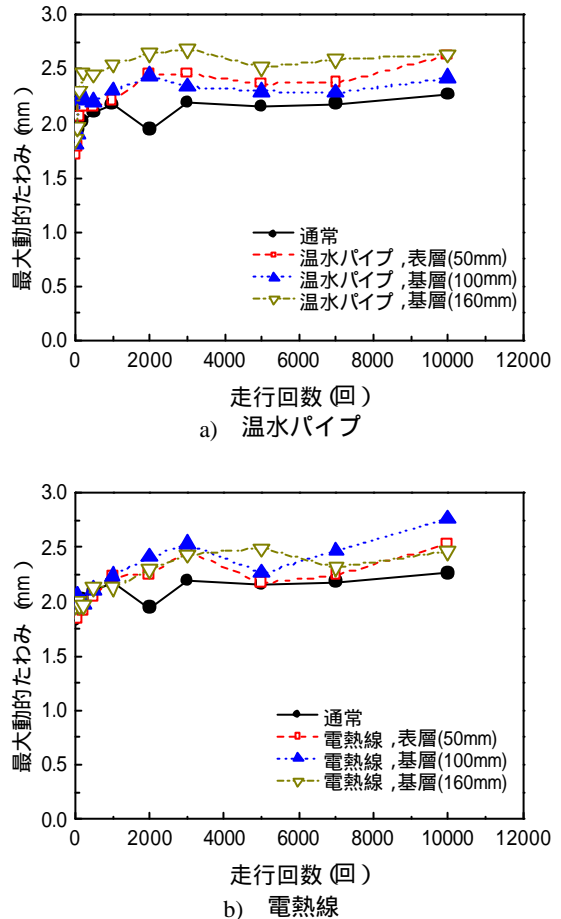 3.0
2.5
2.0
1.5
1.0
0.5
0.0
最大動的たわみ (mm)
通常
温水パイプ ,表層(50mm)
温水パイプ ,基層(100mm)
温水パイプ ,基層(160mm)
0 2000 4000 6000 8000 10000 12000
走行回数 (回 )
a) 温水パイプ
3.0
2.5
2.0
1.5
1.0
0.5
0.0
最大動的たわみ (mm)
通常
電熱線 ,表層(50mm)
電熱線 ,基層(100mm)
電熱線 ,基層(160mm)
0 2000 4000 6000 8000 10000 12000
走行回数 (回 )
b) 電熱線